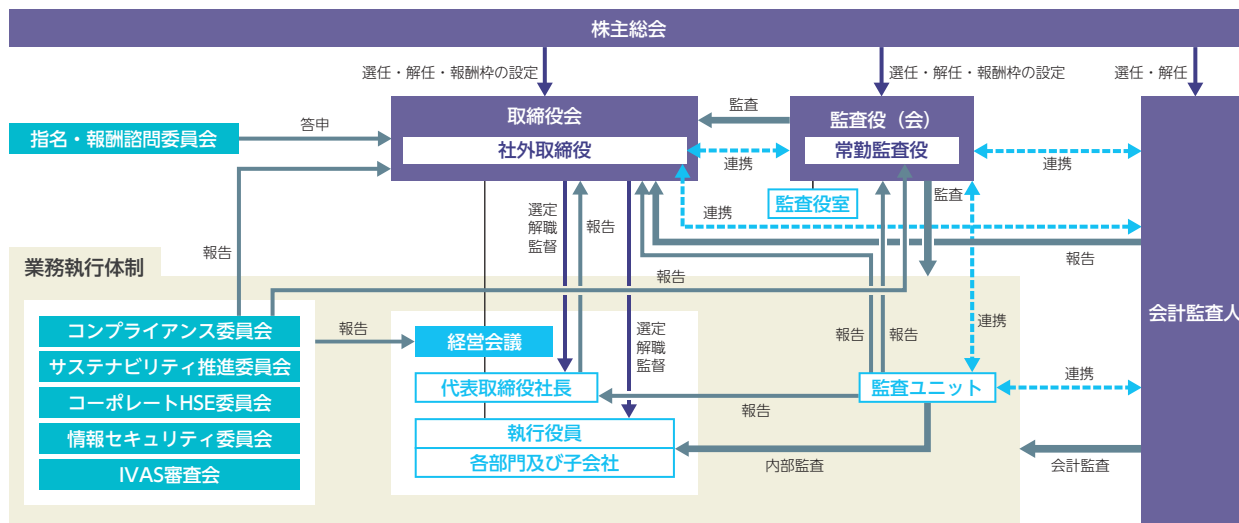 株主総会
選任・解任・報酬枠の設定
選任・解任・報酬枠の設定
選任・解任
取締役会
社外取締役
監査
監査役（会）
常勤監査役
指名・報酬諮問委員会
答申
連携
連携
監査役室
監査
選定
解職
監督
報告
連携
報告
報告
業務執行体制
報告
会計監査人
コンプライアンス委員会
サステナビリティ推進委員会
コーポレートHSE委員会
情報セキュリティ委員会
IVAS審査会
報告
経営会議
選定
解職
監督
報告
報告
連携
代表取締役社長
報告
監査ユニット
連携
執行役員
各部門及び子会社
内部監査
会計監査